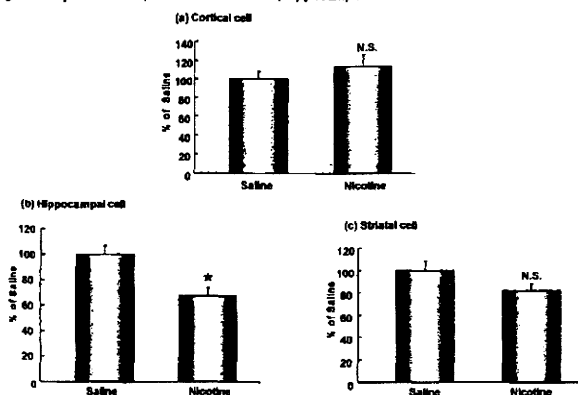 (a) Cortical cell
140
120
100
80
60
40
20
0
% of Saline
N.S.
Saline Nicotine
(b) Hippocampal cell
120
100
80
60
40
20
0
% of Saline
*
Saline Nicotine
(c) Striatal cell
120
100
80
60
40
20
0
% of Saline
N.S.
Saline Nicotine